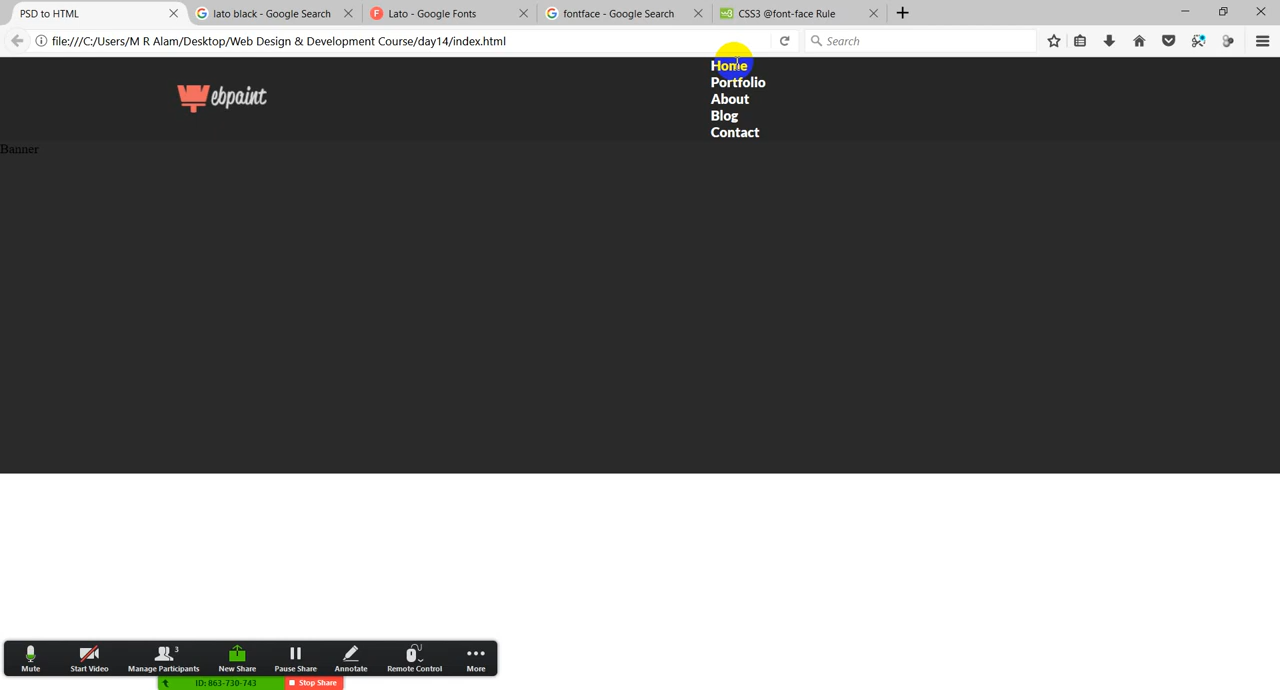 PSD to HTML
lato black - Google Search
Lato - Google Fonts
fontface - Google Search
CSS3 @font-face Rule
file:///C:/Users/M R Alam/Desktop/Web Design & Development Course/day14/index.html
Search
Webpaint
Home
Portfolio
About
Blog
Contact
Banner
3
Mute
Start Video
Manage Participants
New Share
Pause Share
Annotate
Remote Control
More
ID: 863-730-743
Stop Share